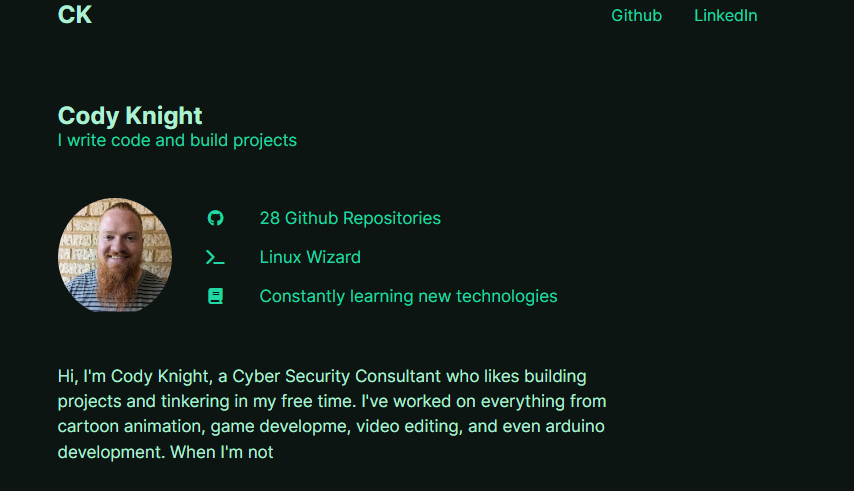 CK
Github LinkedIn
Cody Knight
I write code and build projects
28 Github Repositories
Linux Wizard
Constantly learning new technologies
Hi, I'm Cody Knight, a Cyber Security Consultant who likes building
projects and tinkering in my free time. I've worked on everything from
cartoon animation, game developme, video editing, and even arduino
development. When I'm not